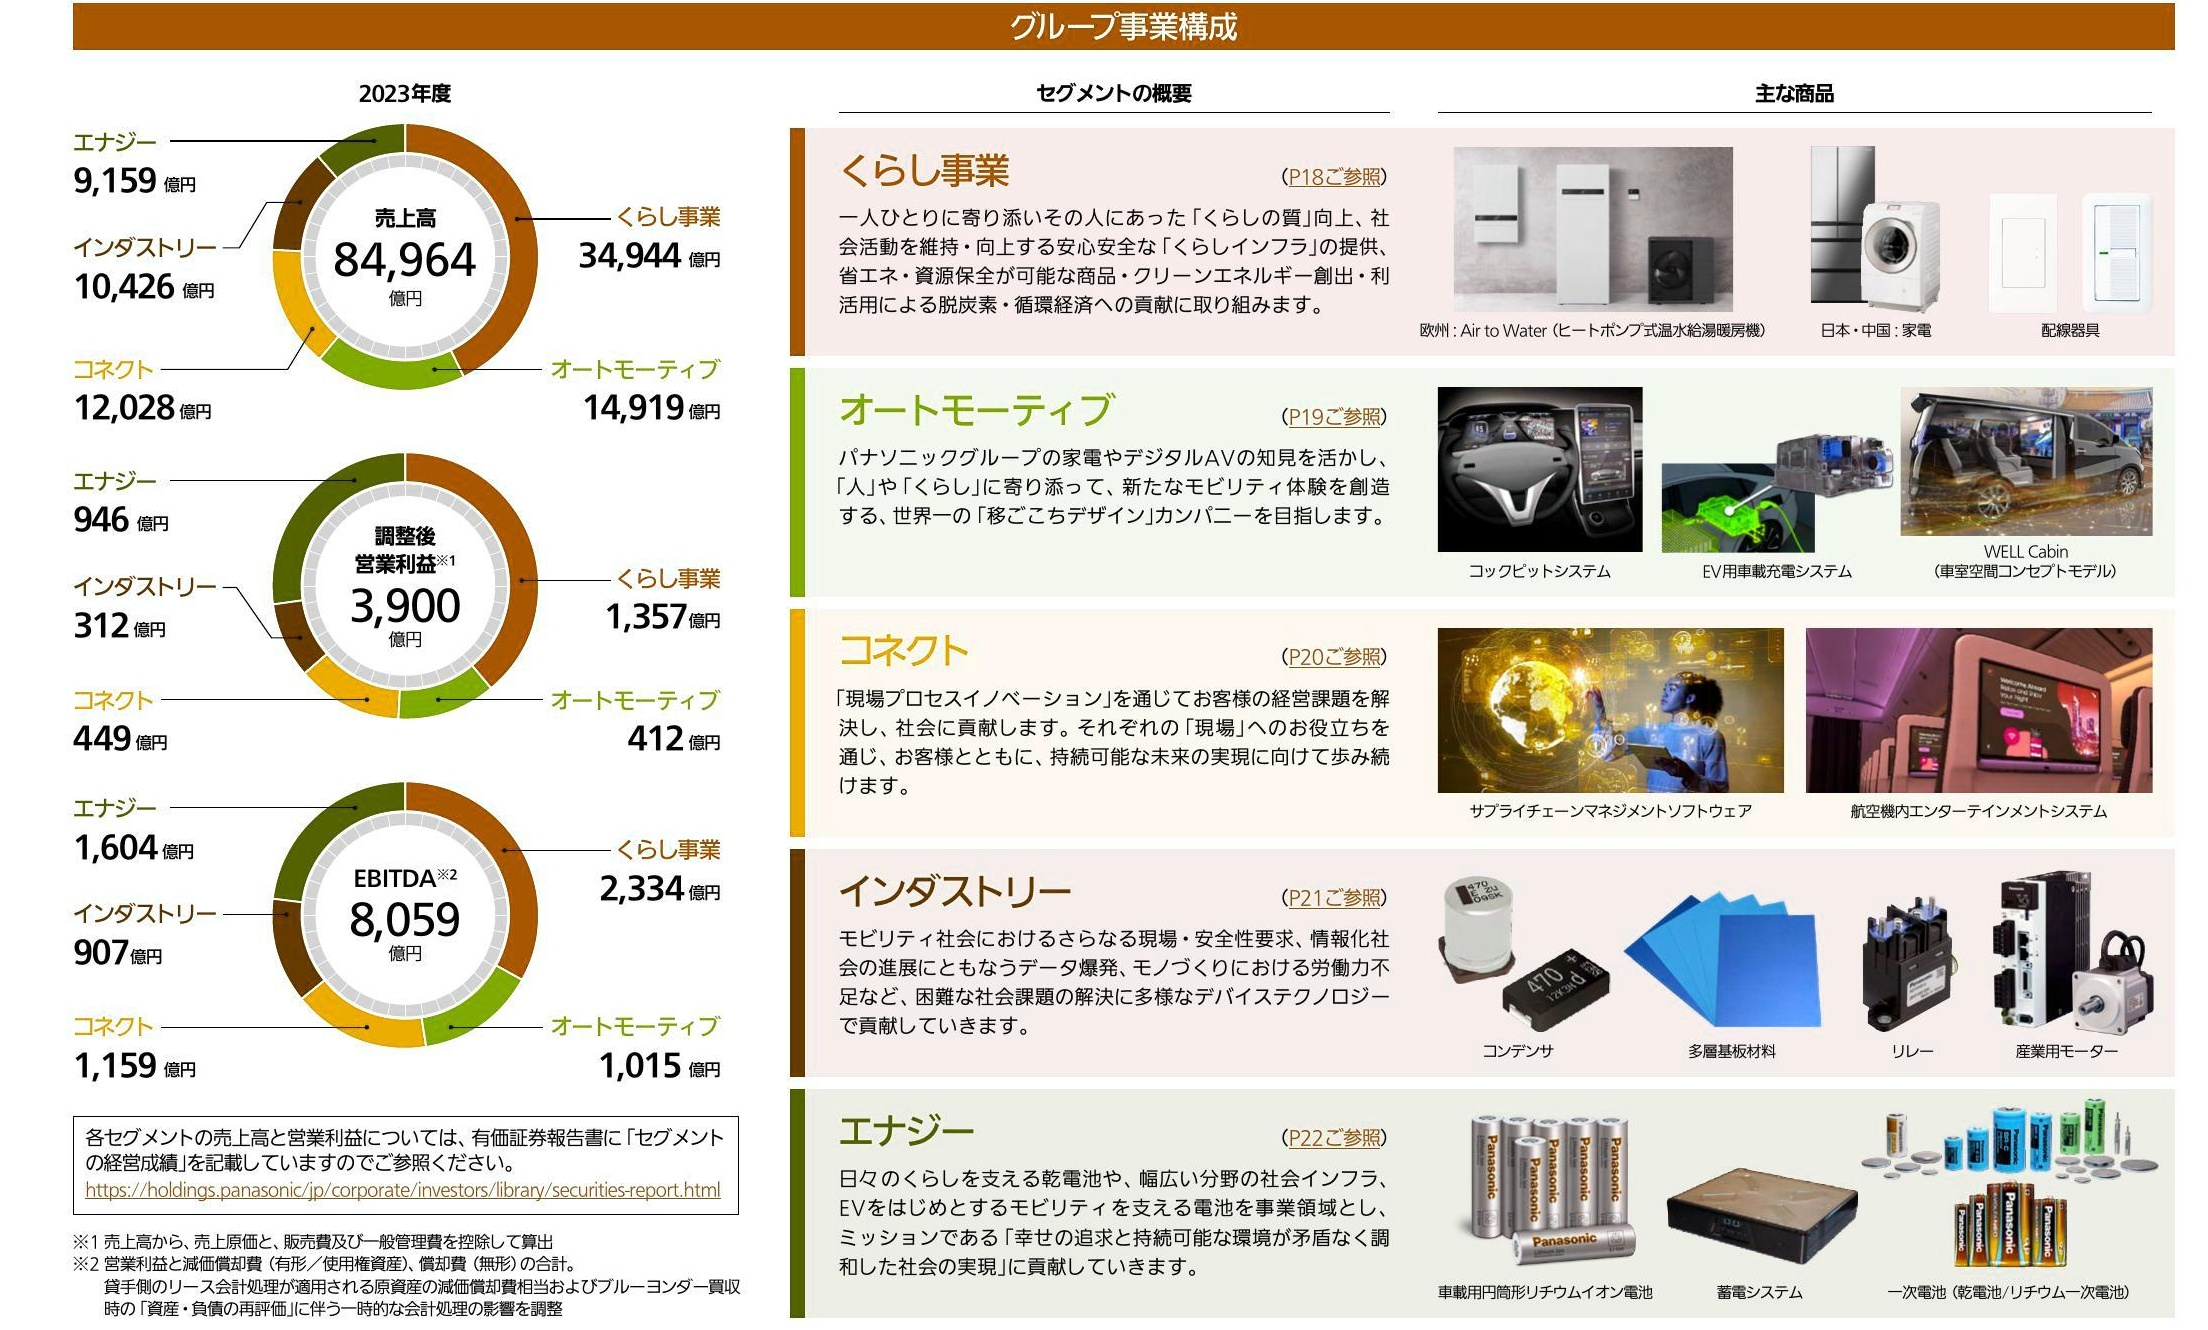 グループ事業構成
2023年度
エナジー
9,159 億円
インダストリー
10,426 億円
コネクト
12,028 億円
売上高
84,964
億円
くらし事業
34,944 億円
オートモーティブ
14,919 億円
エナジー
946 億円
インダストリー
312 億円
コネクト
449 億円
調整後
営業利益※1
3,900
億円
くらし事業
1,357億円
オートモーティブ
412 億円
エナジー
1,604 億円
インダストリー
907億円
コネクト
1,159 億円
EBITDA※2
8,059
億円
くらし事業
2,334 億円
オートモーティブ
1,015 億円
各セグメントの売上高と営業利益については、有価証券報告書に「セグメント
の経営成績」を記載していますのでご参照ください。
https://holdings.panasonic/jp/corporate/investors/library/securities-report.html
※1 売上高から、売上原価と、販売費及び一般管理費を控除して算出
※2 営業利益と減価償却費（有形／使用権資産）、償却費（無形）の合計。
貸手側のリース会計処理が適用される原資産の減価償却費相当およびブルーヨンダー買収
時の「資産・負債の再評価」に伴う一時的な会計処理の影響を調整
セグメントの概要
主な商品
くらし事業
（P18ご参照）
一人ひとりに寄り添いその人にあった「くらしの質」向上、社
会活動を維持・向上する安心安全な「くらしインフラ」の提供、
省エネ・資源保全が可能な商品・クリーンエネルギー創出・利
活用による脱炭素・循環経済への貢献に取り組みます。
欧州 : Air to Water（ヒートポンプ式温水給湯暖房機）
日本・中国 : 家電
配線器具
オートモーティブ
（P19ご参照）
パナソニックグループの家電やデジタルAVの知見を活かし、
「人」や「くらし」に寄り添って、新たなモビリティ体験を創造
する、世界一の「移ごこちデザイン」カンパニーを目指します。
コックピットシステム
EV用車載充電システム
WELL Cabin
（車室空間コンセプトモデル）
コネクト
（P20ご参照）
「現場プロセスイノベーション」を通じてお客様の経営課題を解
決し、社会に貢献します。それぞれの「現場」へのお役立ちを
通じ、お客様とともに、持続可能な未来の実現に向けて歩み続
けます。
Welcome Aboard
Relax and Enjoy
Your Night
サプライチェーンマネジメントソフトウェア
航空機内エンターテインメントシステム
インダストリー
（P21ご参照）
モビリティ社会におけるさらなる現場・安全性要求、情報化社
会の進展にともなうデータ爆発、モノづくりにおける労働力不
足など、困難な社会課題の解決に多様なデバイステクノロジー
で貢献していきます。
470
E ZU
095K
470 +
コンデンサ
多層基板材料
リレー
産業用モーター
エナジー
（P22ご参照）
日々のくらしを支える乾電池や、幅広い分野の社会インフラ、
EVをはじめとするモビリティを支える電池を事業領域とし、
ミッションである「幸せの追求と持続可能な環境が矛盾なく調
和した社会の実現」に貢献していきます。
Panasonic
Panasonic
Panasonic
Panasonic
Panasonic
Panasonic
Panasonic
Panasonic
Panasonic
Panasonic
車載用円筒形リチウムイオン電池
蓄電システム
一次電池（乾電池/リチウム一次電池）